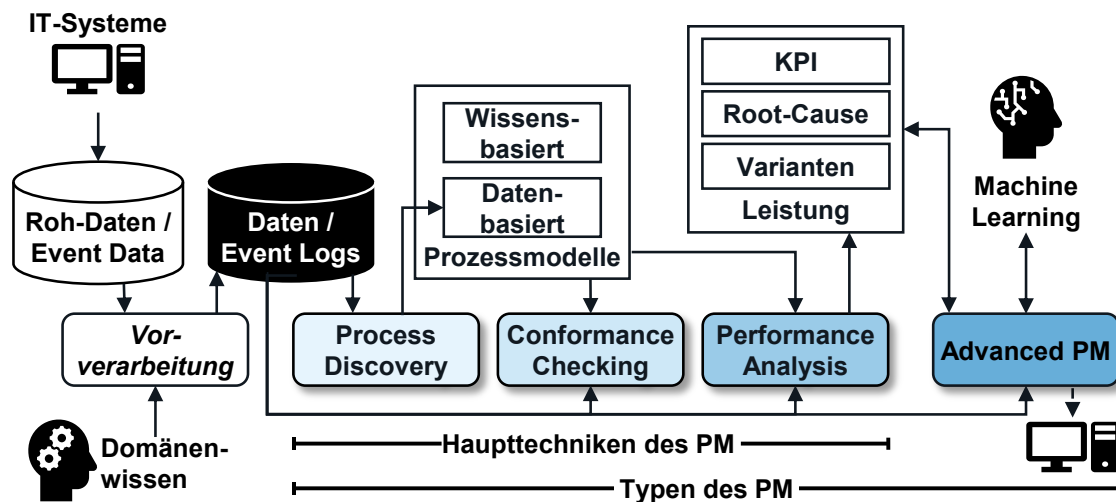 IT-Systeme
Roh-Daten /
Event Data
Daten /
Event Logs
Wissens-
basiert
Daten-
basiert
Prozessmodelle
KPI
Root-Cause
Varianten
Leistung
Machine
Learning
Vor-
verarbeitung
Process
Discovery
Conformance
Checking
Performance
Analysis
Advanced PM
Domänen-
wissen
Haupttechniken des PM
Typen des PM